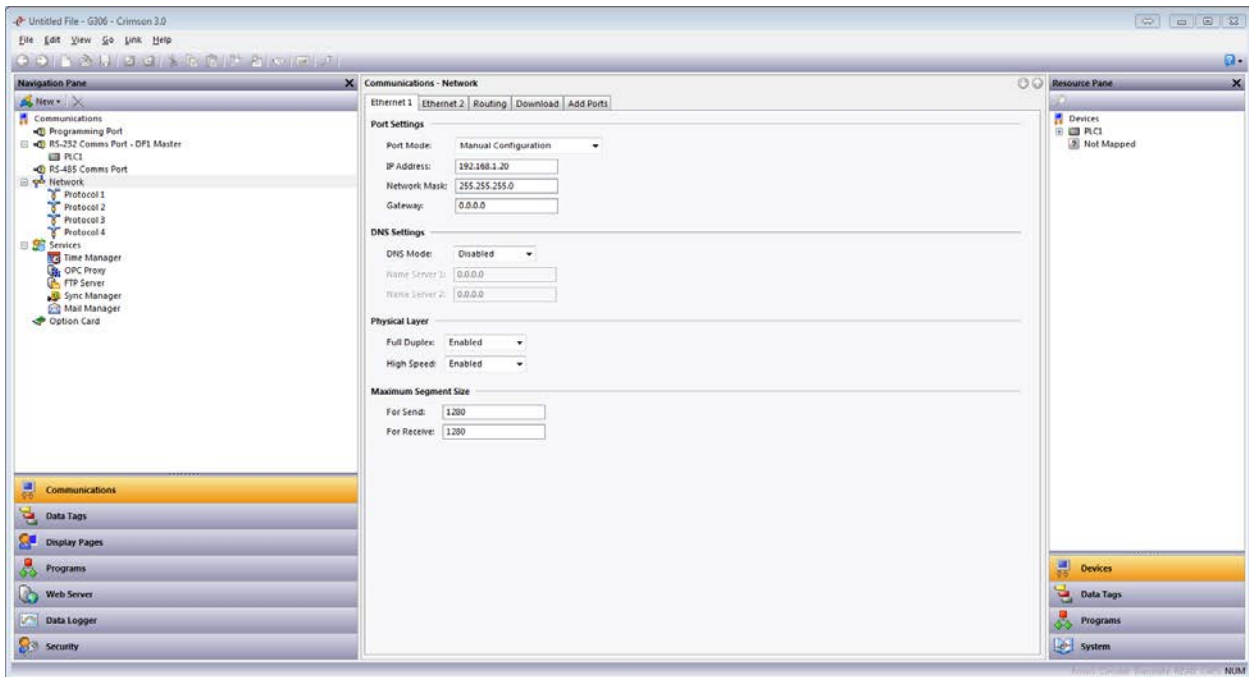 Untitled File - G306 - Crimson 3.0
File Edit View Go Link Help
Navigation Pane
New
Communications
Programming Port
RS-232 Comms Port - DF1 Master
PLC1
RS-485 Comms Port
Network
Protocol 1
Protocol 2
Protocol 3
Protocol 4
Services
Time Manager
OPC Proxy
FTP Server
Sync Manager
Mail Manager
Option Card
Communications
Data Tags
Display Pages
Programs
Web Server
Data Logger
Security
Communications - Network
Ethernet 1 Ethernet 2 Routing Download Add Ports
Port Settings
Port Mode: Manual Configuration
IP Address: 192.168.1.20
Network Mask: 255.255.255.0
Gateway: 0.0.0.0
DNS Settings
DNS Mode: Disabled
Name Server 1: 0.0.0.0
Name Server 2: 0.0.0.0
Physical Layer
Full Duplex: Enabled
High Speed: Enabled
Maximum Segment Size
For Send: 1280
For Receive: 1280
Resource Pane
Devices
PLC1
Not Mapped
Devices
Data Tags
Programs
System
NUM